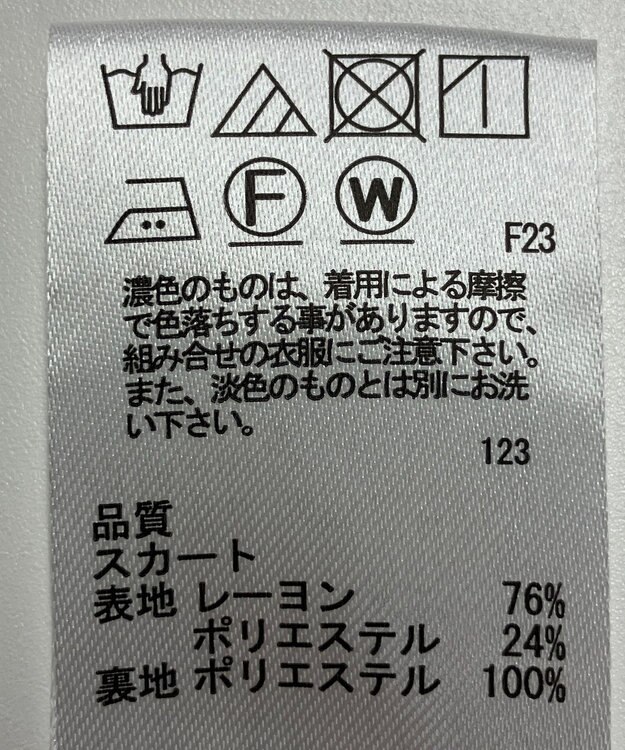 F W F23
濃色のものは、着用による摩擦
で色落ちする事がありますので、
組み合せの衣服にご注意下さい。
また、淡色のものとは別にお洗
い下さい。
123
品質
スカート
表地 レーヨン 76%
ポリエステル 24%
裏地 ポリエステル 100%